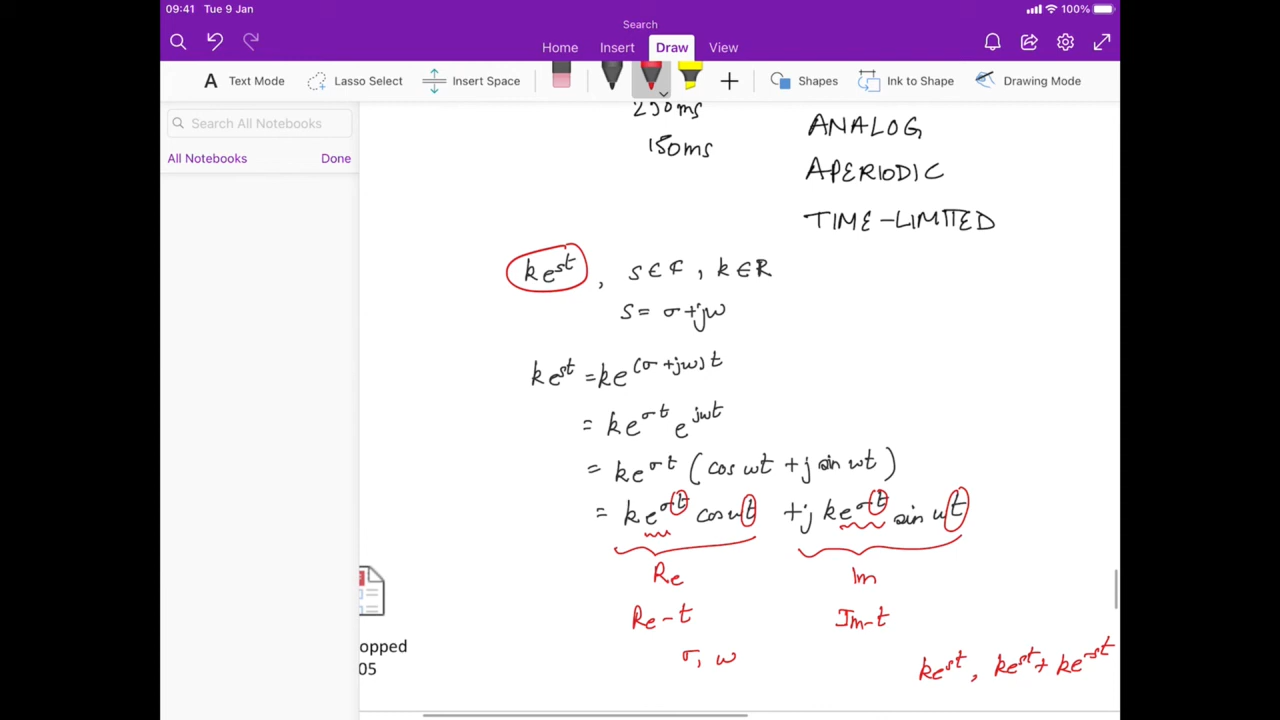 09:41 Tue 9 Jan
100%
Search
Home Insert Draw View
A Text Mode Lasso Select Insert Space Shapes Ink to Shape Drawing Mode
Search All Notebooks
All Notebooks Done
250ms
150ms
ANALOG
APERIODIC
TIME-LIMITED
ke^st, s∈ℂ, k∈ℝ
s = σ+jω
ke^st = ke^(σ+jω)t
= ke^σt e^jωt
= ke^σt (cos ωt + j sin ωt)
= ke^σt cos ωt + j ke^σt sin ωt
Re Im
Re-t Im-t
σ, ω
ke^st, ke^st + ke^-st
opped
05